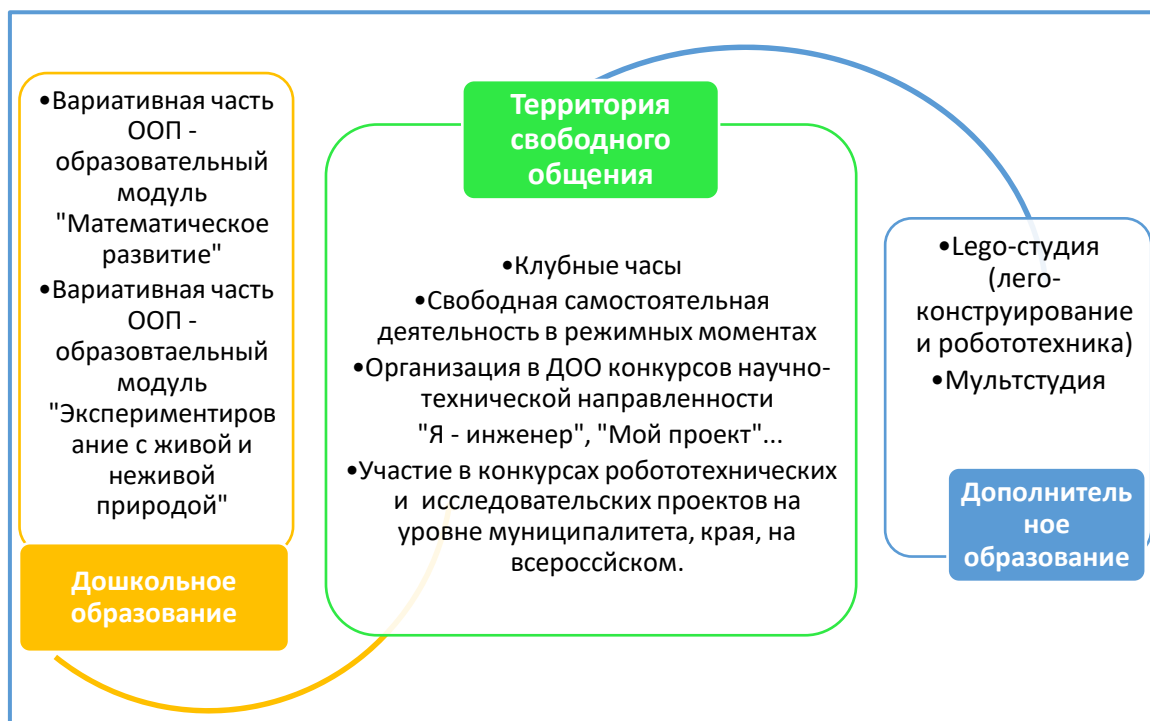 •Вариативная часть
ООП -
образовательный
модуль
"Математическое
развитие"
•Вариативная часть
ООП -
образовтаельный
модуль
"Экспериментиров
ание с живой и
неживой
природой"
Дошкольное
образование
Территория
свободного
общения
•Клубные часы
•Свободная самостоятельная
деятельность в режимных моментах
•Организация в ДОО конкурсов научно-
технической направленности
"Я - инженер", "Мой проект"...
•Участие в конкурсах робототехнических
и исследовательских проектов на
уровне муниципалитета, края, на
всероссйском.
•Lego-студия
(лего-
конструирование
и робототехника)
•Мультстудия
Дополнитель
ное
образование